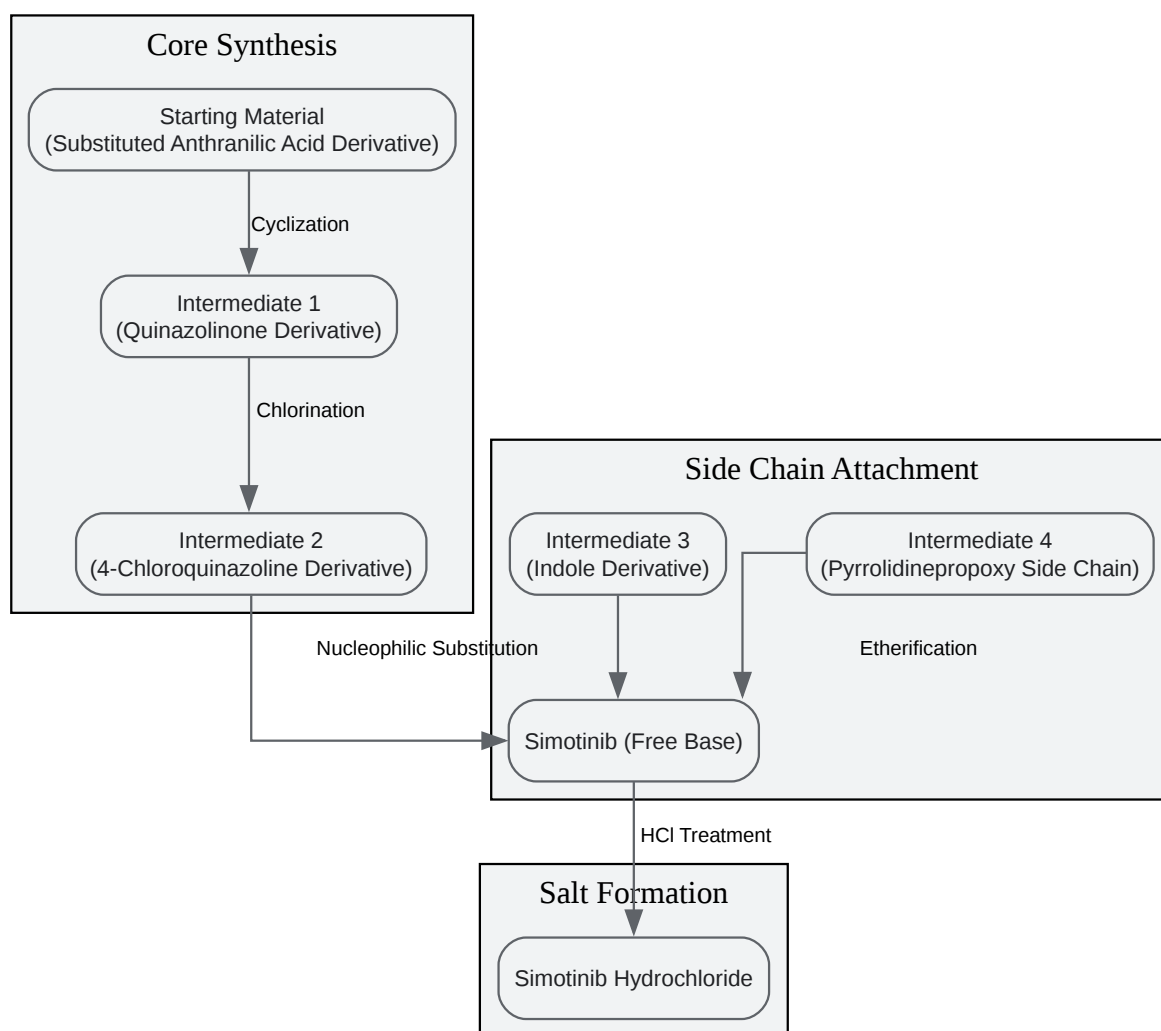 Core Synthesis
Starting Material
(Substituted Anthranilic Acid Derivative)
Cyclization
Intermediate 1
(Quinazolinone Derivative)
Chlorination
Intermediate 2
(4-Chloroquinazoline Derivative)
Side Chain Attachment
Intermediate 3
(Indole Derivative)
Intermediate 4
(Pyrrolidinepropoxy Side Chain)
Nucleophilic Substitution
Etherification
Simotinib (Free Base)
HCl Treatment
Salt Formation
Simotinib Hydrochloride